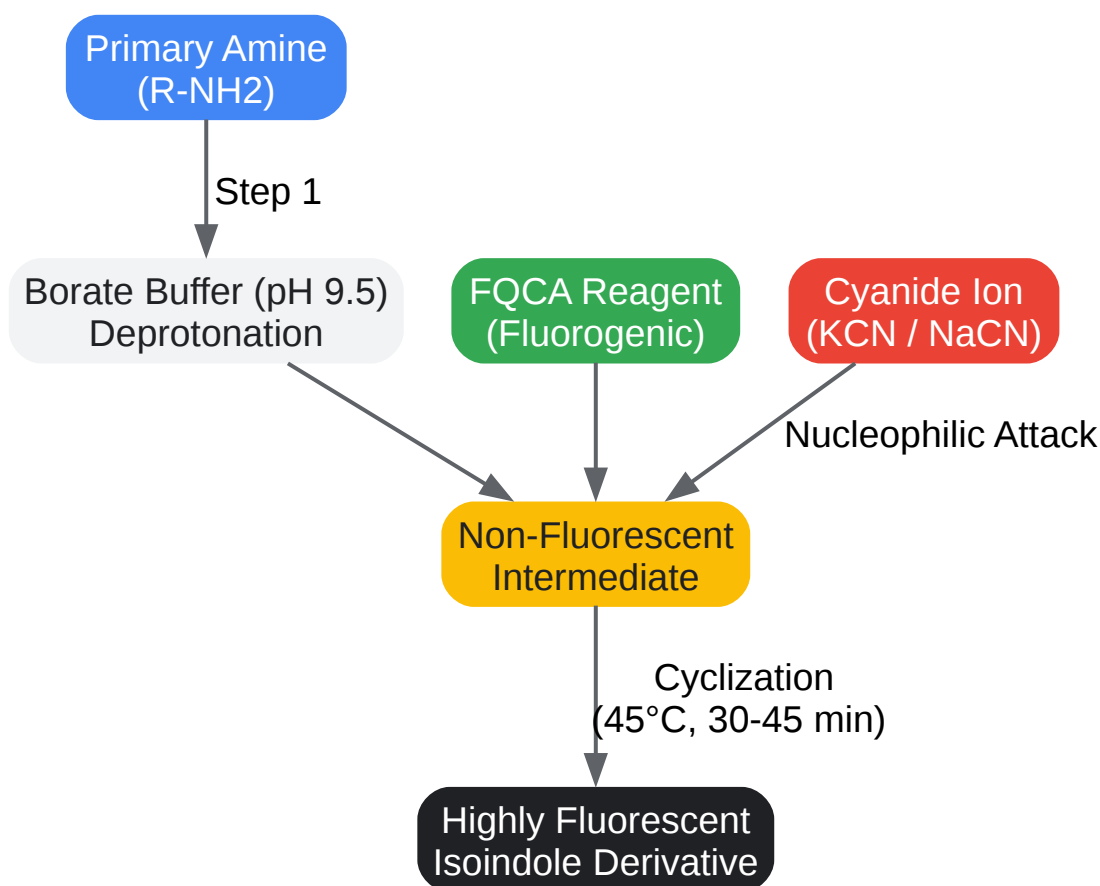 Primary Amine
(R-NH2)
Step 1
Borate Buffer (pH 9.5)
Deprotonation
FQCA Reagent
(Fluorogenic)
Cyanide Ion
(KCN / NaCN)
Nucleophilic Attack
Non-Fluorescent
Intermediate
Cyclization
(45°C, 30-45 min)
Highly Fluorescent
Isoindole Derivative